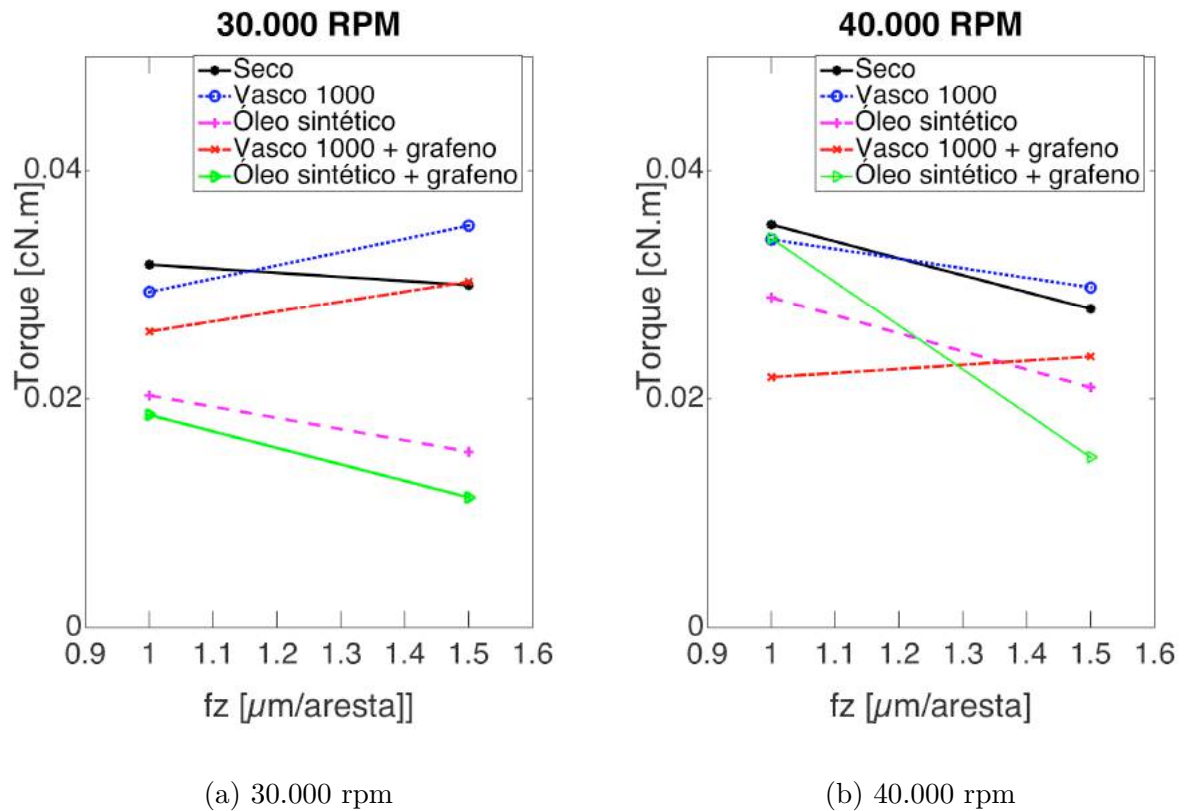 30.000 RPM
Seco
Vasco 1000
Óleo sintético
Vasco 1000 + grafeno
Óleo sintético + grafeno
Torque [cN.m]
0.04
0.02
0
0.9 1 1.1 1.2 1.3 1.4 1.5 1.6
fz [µm/aresta]]
(a) 30.000 rpm
40.000 RPM
Seco
Vasco 1000
Óleo sintético
Vasco 1000 + grafeno
Óleo sintético + grafeno
Torque [cN.m]
0.04
0.02
0
0.9 1 1.1 1.2 1.3 1.4 1.5 1.6
fz [µm/aresta]
(b) 40.000 rpm